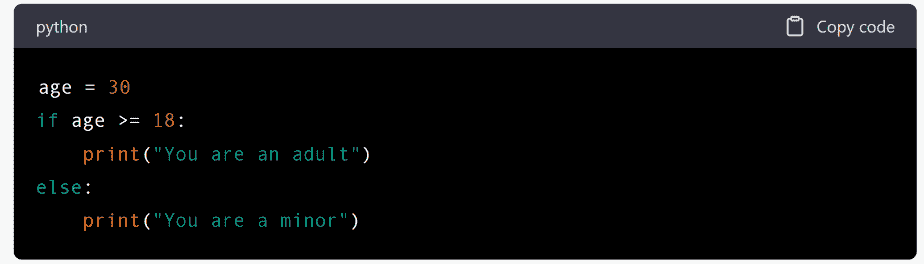 python
Copy code
age = 30
if age >= 18:
    print("You are an adult")
else:
    print("You are a minor")